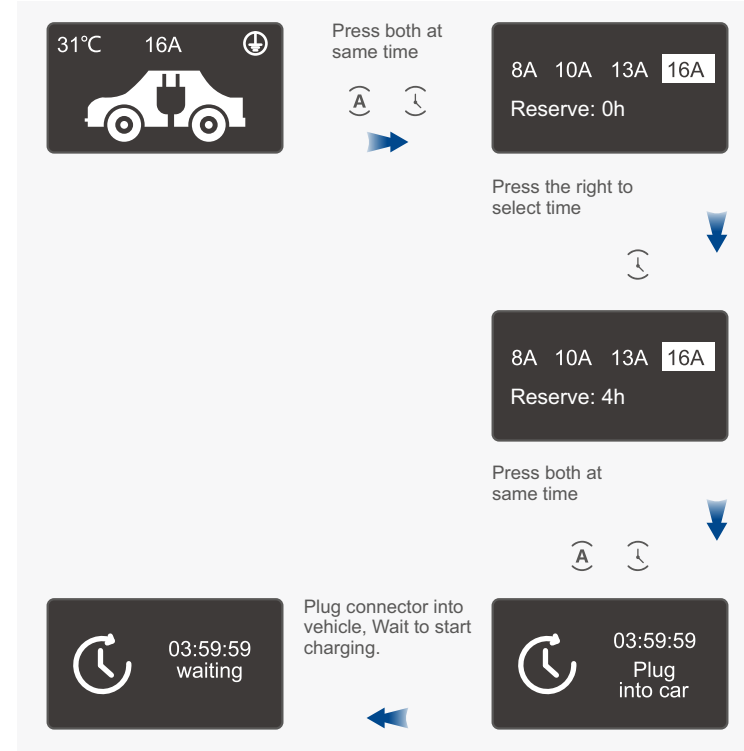 31℃ 16A
Press both at
same time
A
8A 10A 13A 16A
Reserve: 0h
Press the right to
select time
8A 10A 13A 16A
Reserve: 4h
Press both at
same time
A
03:59:59
Plug
into car
Plug connector into
vehicle, Wait to start
charging.
03:59:59
waiting